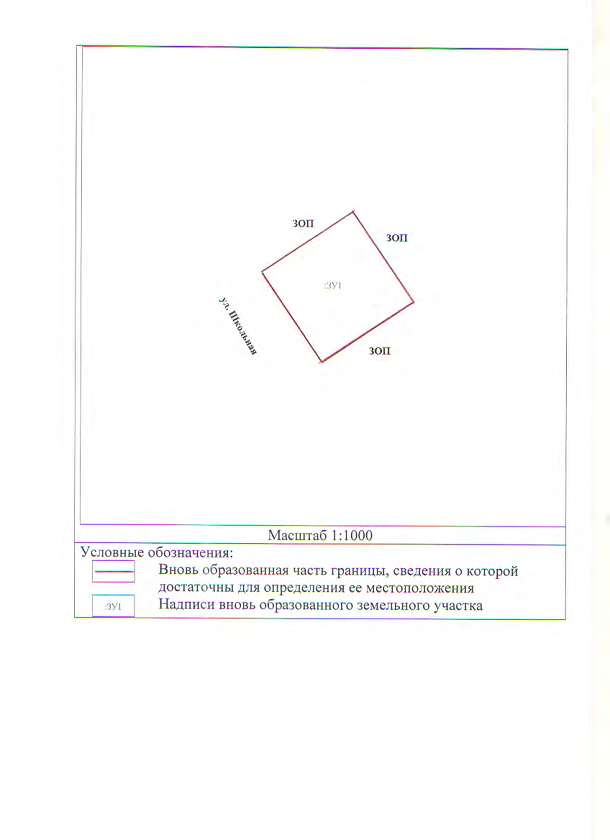 ЗОП
ЗОП
:ЗУ1
ул. Школьная
ЗОП
Масштаб 1:1000
Условные обозначения:
Вновь образованная часть границы, сведения о которой
достаточны для определения ее местоположения
:ЗУ1
Надписи вновь образованного земельного участка